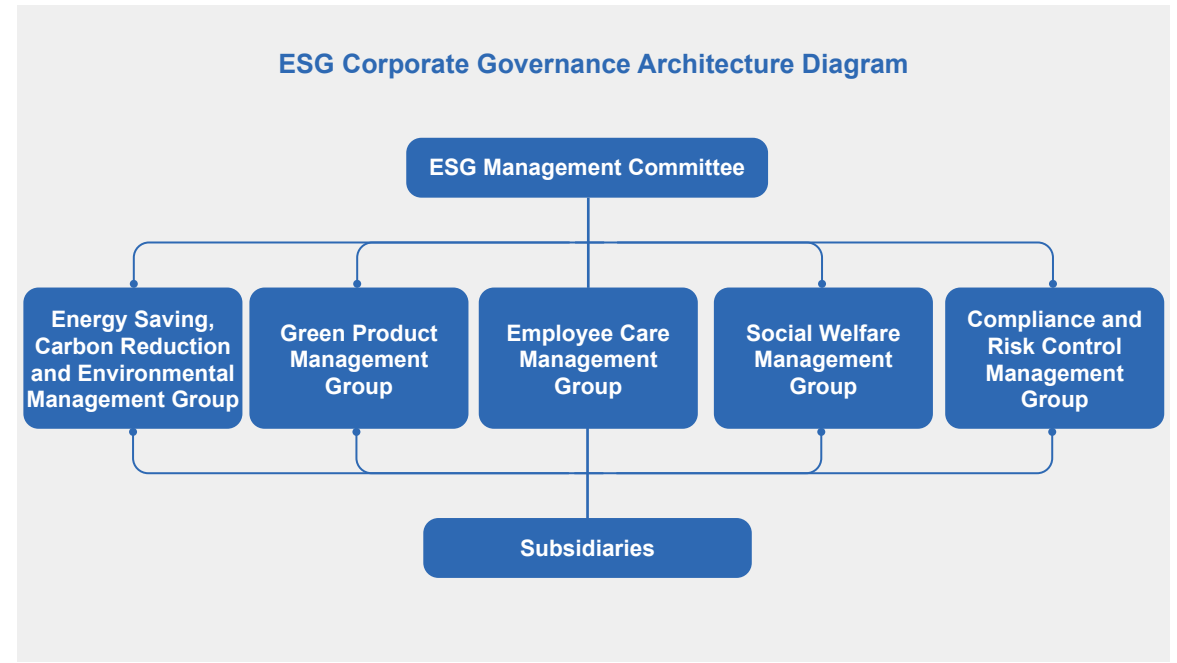 ESG Corporate Governance Architecture Diagram
ESG Management Committee
Energy Saving,
Carbon Reduction
and Environmental
Management Group
Green Product
Management
Group
Employee Care
Management
Group
Social Welfare
Management
Group
Compliance and
Risk Control
Management
Group
Subsidiaries